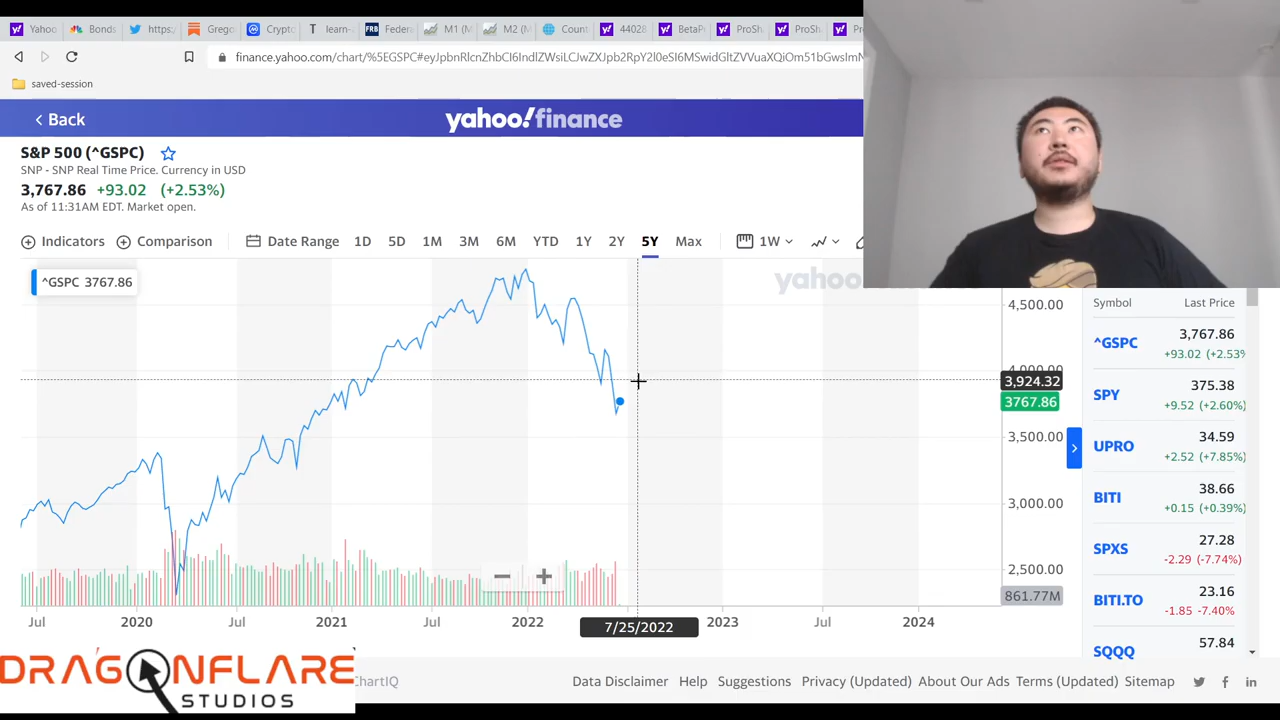 Yahoo Bonds https: Grego Crypto learn- Feder M1 (M M2 (M Count 44028 BetaP ProSh ProSh Pr
finance.yahoo.com/chart/%5EGSPC#
saved-session
Back
yahoo!finance
S&P 500 (^GSPC)
SNP - SNP Real Time Price. Currency in USD
3,767.86 +93.02 (+2.53%)
As of 11:31AM EDT. Market open.
Indicators Comparison Date Range 1D 5D 1M 3M 6M YTD 1Y 2Y 5Y Max 1W
^GSPC 3767.86
yahoo
4,500.00
4,000.00
3,924.32
3767.86
3,500.00
3,000.00
2,500.00
861.77M
Jul 2020 Jul 2021 Jul 2022 2023 Jul 2024
7/25/2022
Symbol Last Price
^GSPC 3,767.86
+93.02 (+2.53%
SPY 375.38
+9.52 (+2.60%)
UPRO 34.59
+2.52 (+7.85%)
BITI 38.66
+0.15 (+0.39%)
SPXS 27.28
-2.29 (-7.74%)
BITI.TO 23.16
-1.85 -7.40%)
SQQQ 57.84
DRAGONFLARE
STUDIOS
ChartIQ
Data Disclaimer Help Suggestions Privacy (Updated) About Our Ads Terms (Updated) Sitemap